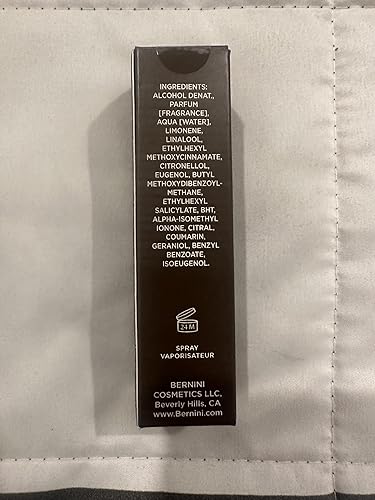 INGREDIENTS:
ALCOHOL DENAT.,
PARFUM
[FRAGRANCE],
AQUA [WATER],
LIMONENE,
LINALOOL,
ETHYLHEXYL
METHOXYCINNAMATE,
CITRONELLOL,
EUGENOL, BUTYL
METHOXYDIBENZOYL-
METHANE,
ETHYLHEXYL
SALICYLATE, BHT,
ALPHA-ISOMETHYL
IONONE, CITRAL,
COUMARIN,
GERANIOL, BENZYL
BENZOATE,
ISOEUGENOL.
24 M
SPRAY
VAPORISATEUR
BERNINI
COSMETICS LLC.
Beverly Hills, CA
www.Bernini.com